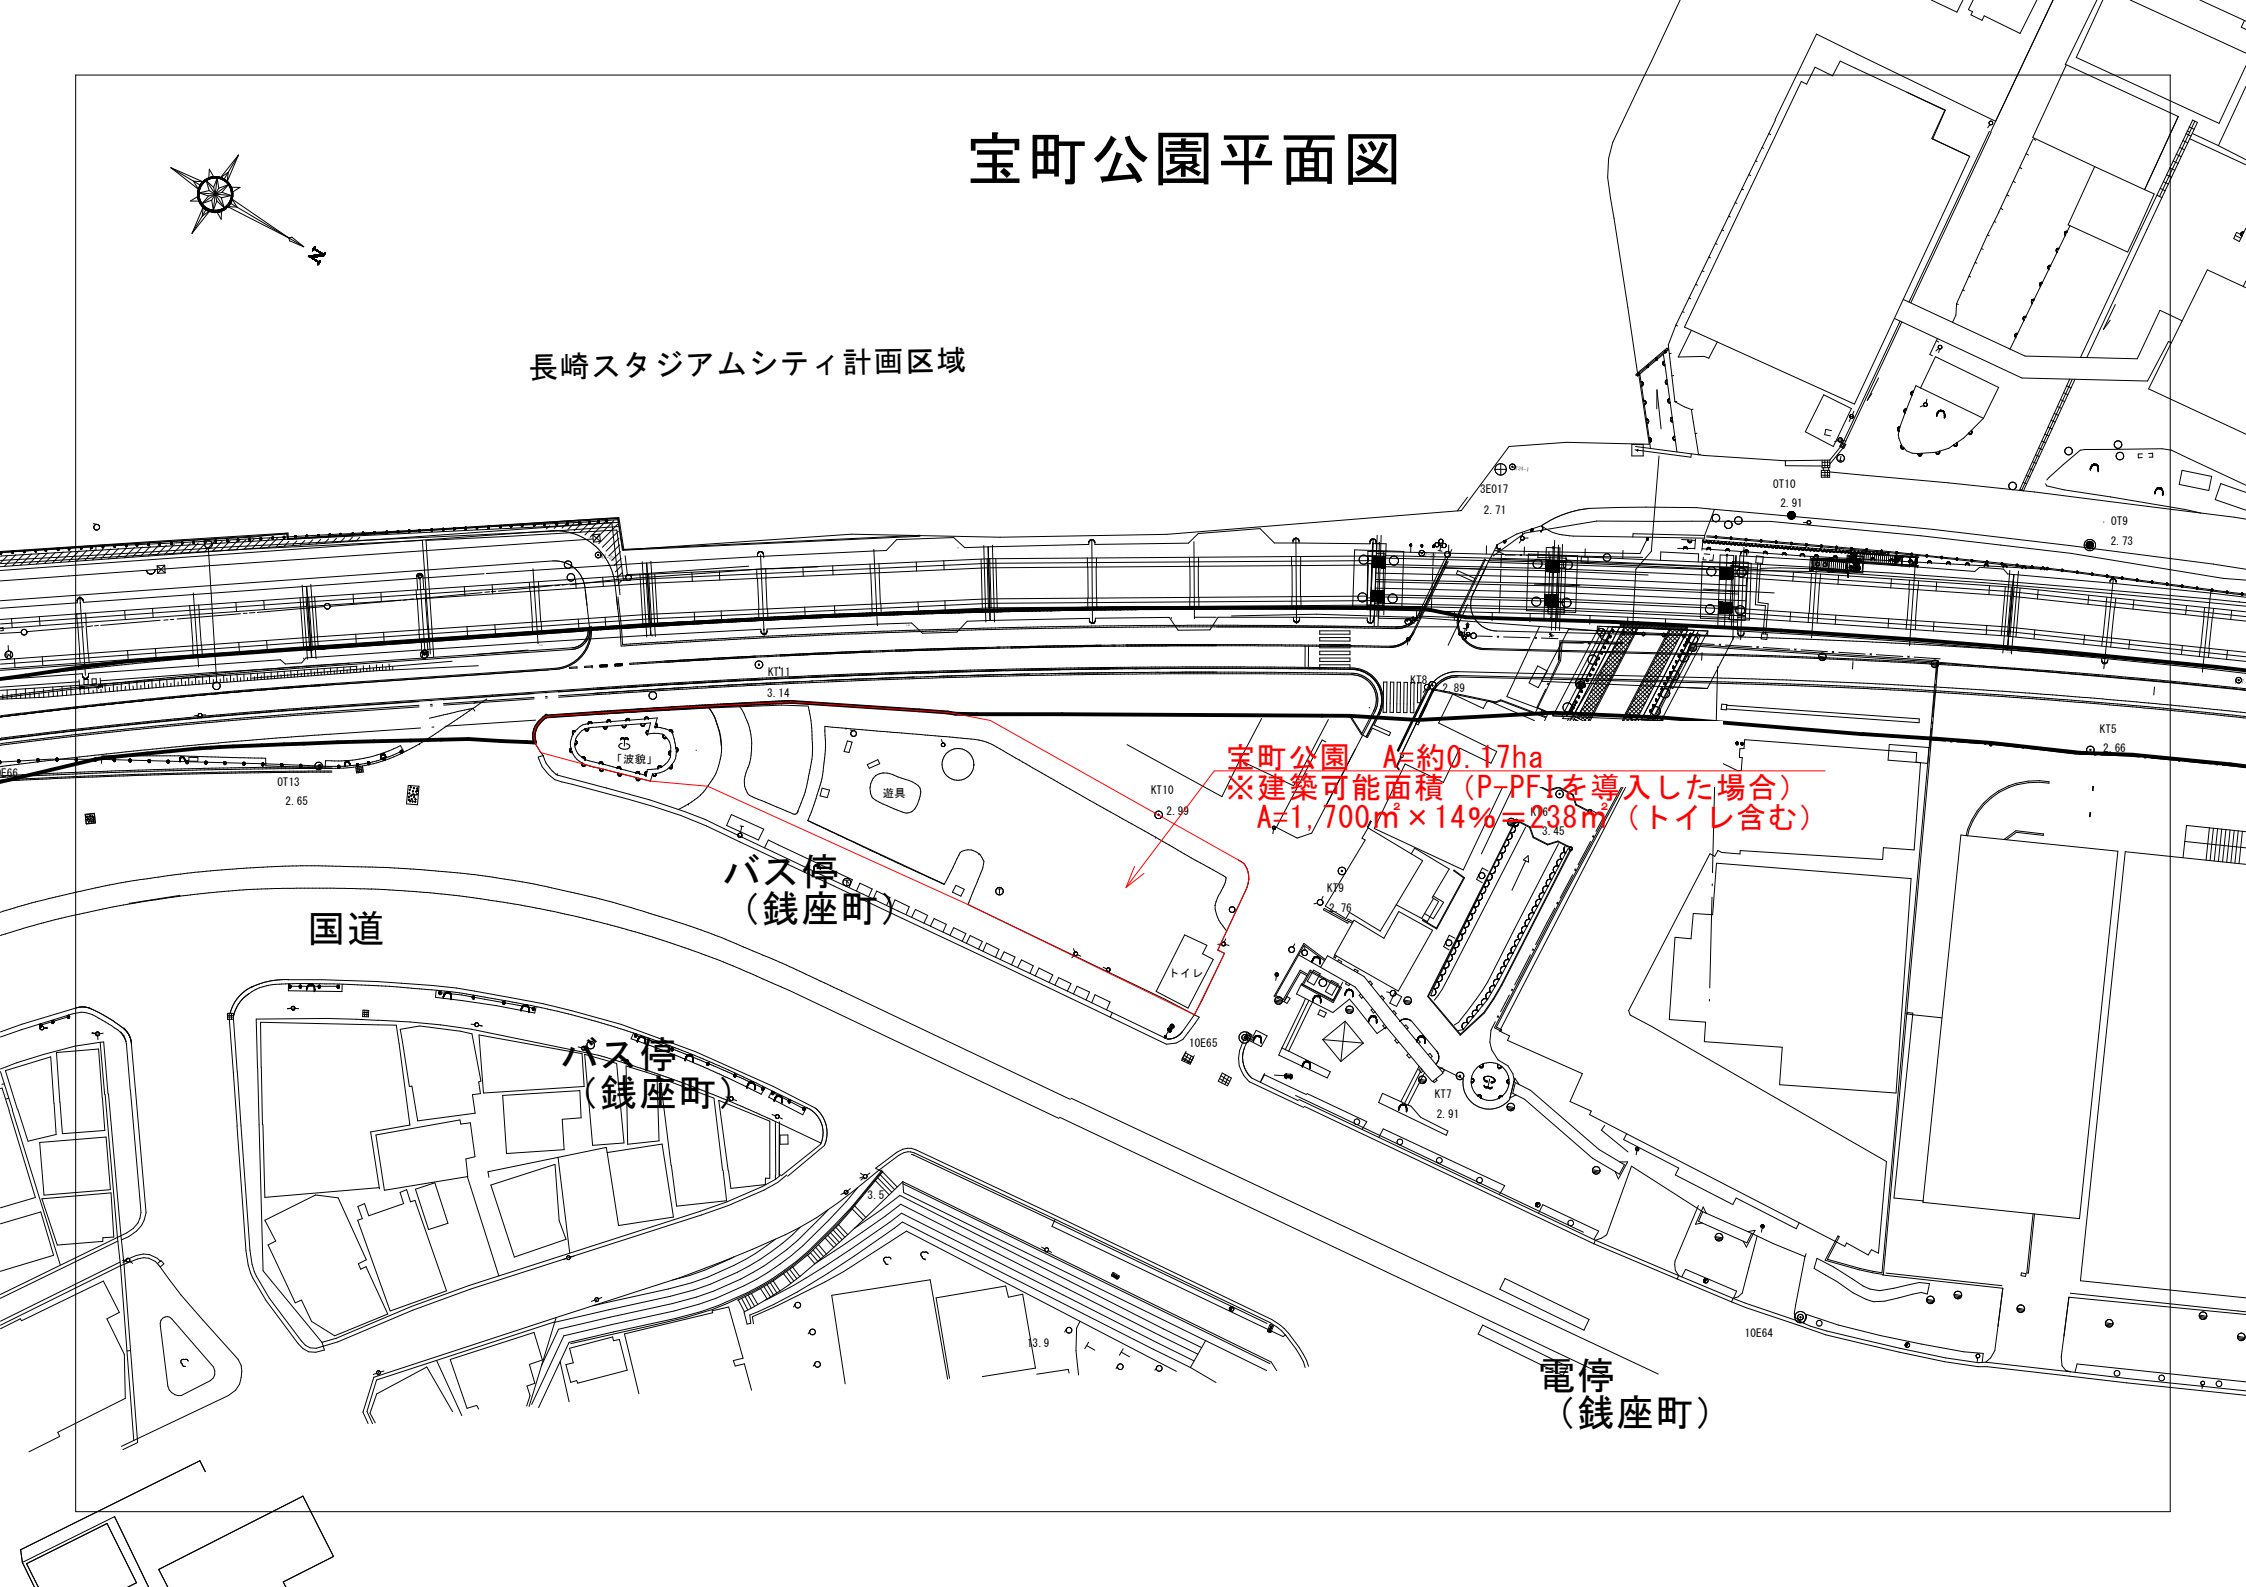 宝町公園平面図
N
長崎スタジアムシティ計画区域
3E017
2.71
OT10
2.91
OT9
2.73
KT11
3.14
KT8
2.89
KT5
2.66
E66
OT13
2.65
「波貌」
遊具
KT10
2.99
宝町公園　A=約0.17ha
※建築可能面積（P-PFIを導入した場合）
A=1,700㎡×14%=238㎡（トイレ含む）
KT6
3.45
バス停
（銭座町）
KT9
2.76
国道
トイレ
10E65
バス停
（銭座町）
KT7
2.91
3.5
13.9
10E64
電停
（銭座町）